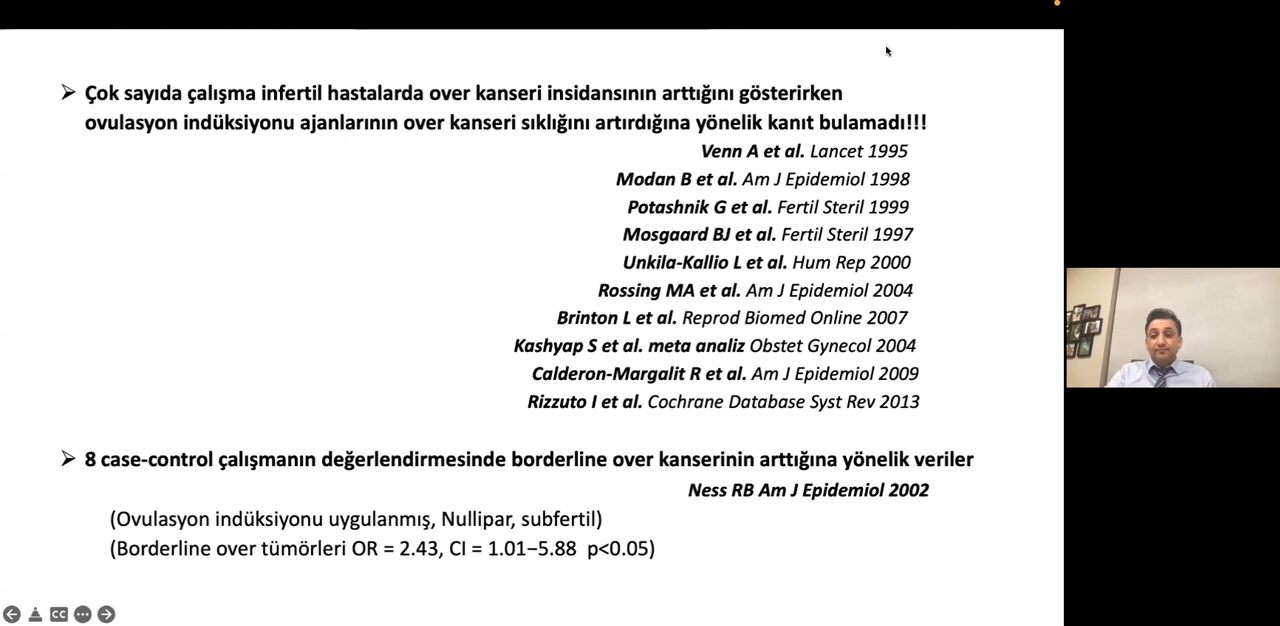 ➢ Çok sayıda çalışma infertil hastalarda over kanseri insidansının arttığını gösterirken
ovulasyon indüksiyonu ajanlarının over kanseri sıklığını artırdığına yönelik kanıt bulamadı!!!
Venn A et al. Lancet 1995
Modan B et al. Am J Epidemiol 1998
Potashnik G et al. Fertil Steril 1999
Mosgaard BJ et al. Fertil Steril 1997
Unkila-Kallio L et al. Hum Rep 2000
Rossing MA et al. Am J Epidemiol 2004
Brinton L et al. Reprod Biomed Online 2007
Kashyap S et al. meta analiz Obstet Gynecol 2004
Calderon-Margalit R et al. Am J Epidemiol 2009
Rizzuto I et al. Cochrane Database Syst Rev 2013
➢ 8 case-control çalışmanın değerlendirmesinde borderline over kanserinin arttığına yönelik veriler
Ness RB Am J Epidemiol 2002
(Ovulasyon indüksiyonu uygulanmış, Nullipar, subfertil)
(Borderline over tümörleri OR = 2.43, CI = 1.01–5.88 p<0.05)
CC